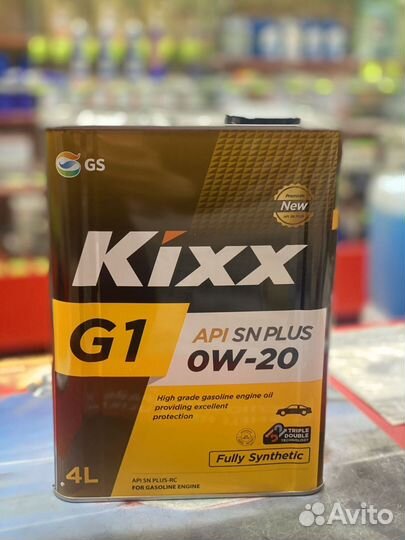 GS
Premium
New
Kixx
G1
API SN PLUS
0W-20
High grade gasoline engine oil
providing excellent
protection
TRIPLE
DOUBLE
TECHNOLOGY
Fully Synthetic
4L
API SN PLUS-RC
FOR GASOLINE ENGINE
Avito